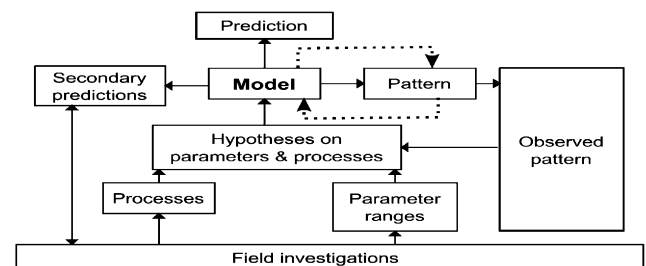 Prediction
Secondary
predictions
Model
Pattern
Observed
pattern
Hypotheses on
parameters & processes
Processes
Parameter
ranges
Field investigations